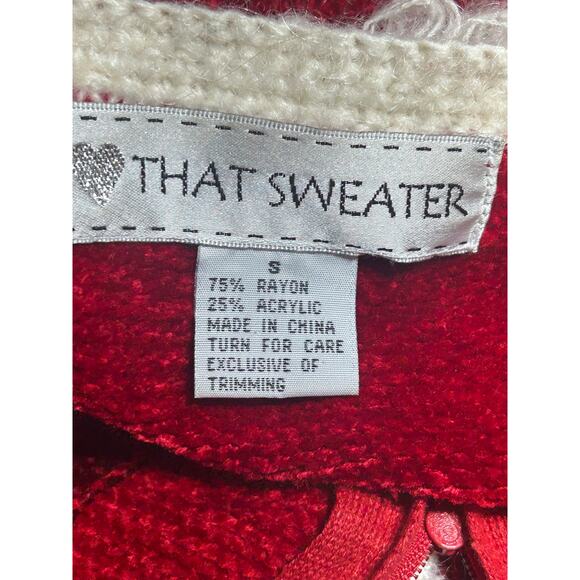 THAT SWEATER
S
75% RAYON
25% ACRYLIC
MADE IN CHINA
TURN FOR CARE
EXCLUSIVE OF
TRIMMING